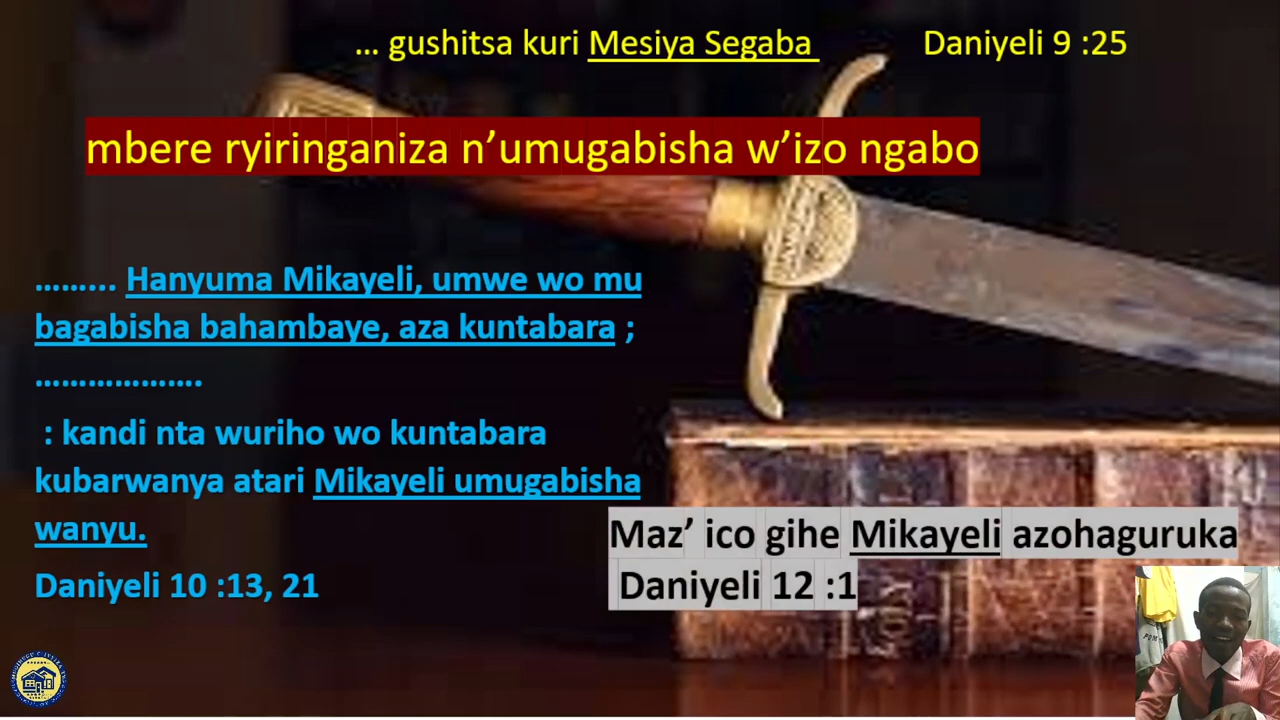 ... gushitsa kuri Mesiya Segaba Daniyeli 9 :25
mbere ryiringaniza n’umugabisha w’izo ngabo
……... Hanyuma Mikayeli, umwe wo mu
bagabisha bahambaye, aza kuntabara ;
……………….
: kandi nta wuriho wo kuntabara
kubarwanya atari Mikayeli umugabisha
wanyu.
Daniyeli 10 :13, 21
Maz’ ico gihe Mikayeli azohaguruka
Daniyeli 12 :1